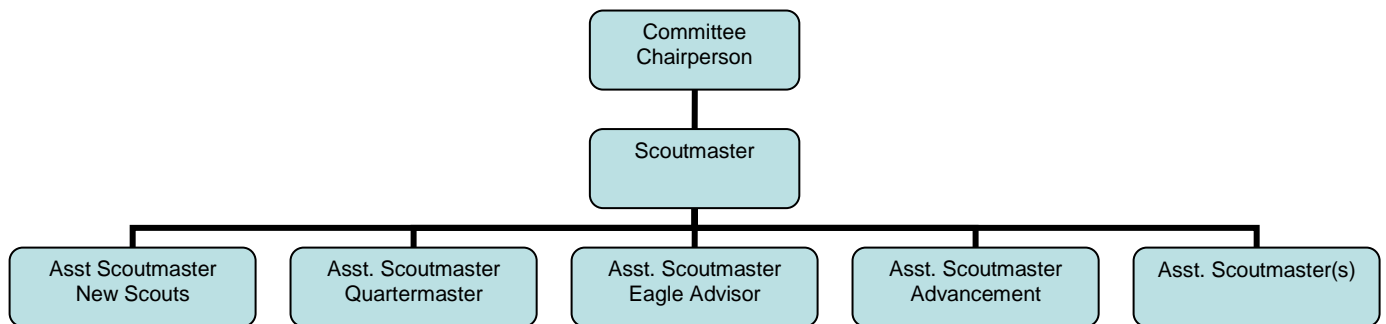 Committee
Chairperson
Scoutmaster
Asst Scoutmaster
New Scouts
Asst. Scoutmaster
Quartermaster
Asst. Scoutmaster
Eagle Advisor
Asst. Scoutmaster
Advancement
Asst. Scoutmaster(s)